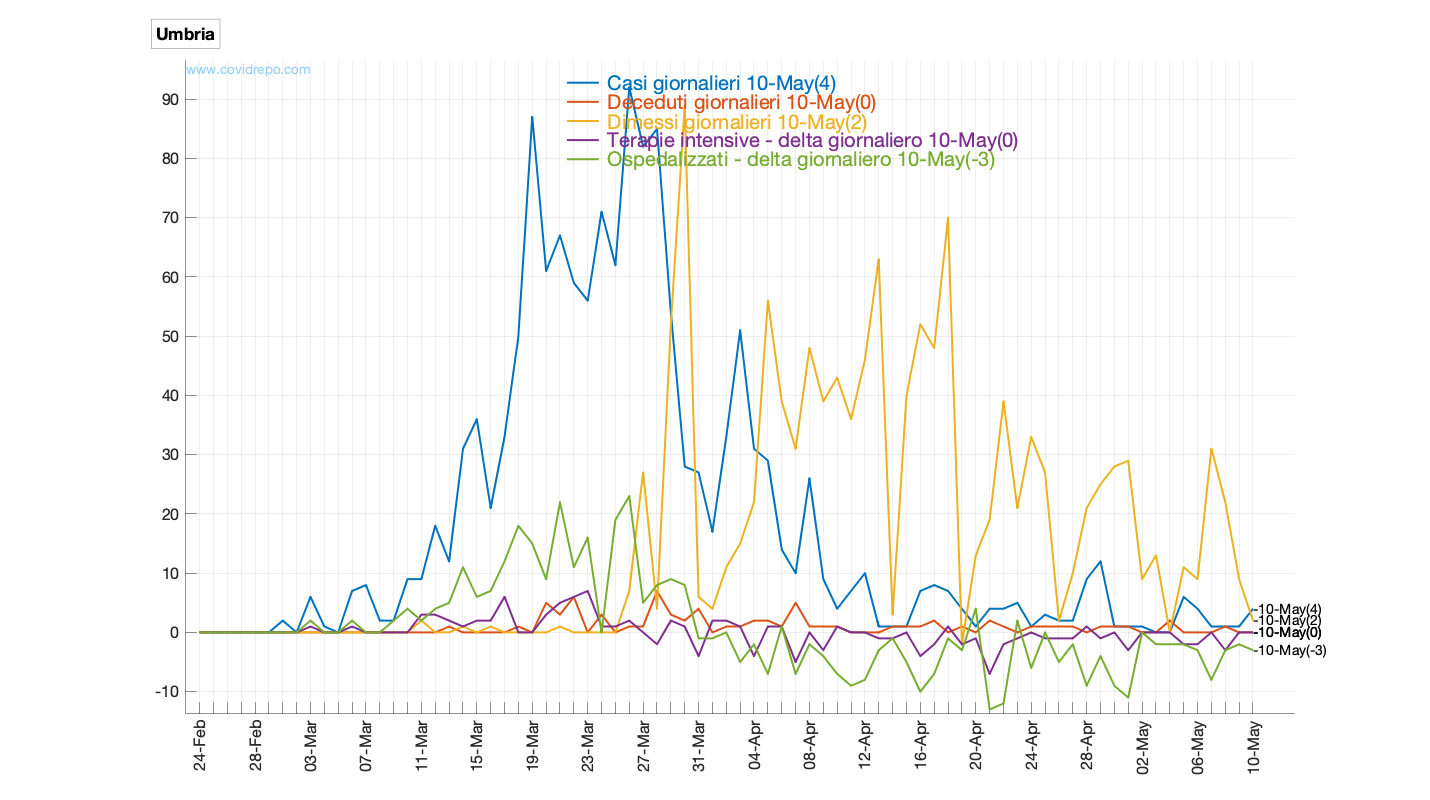 Umbria
www.covidrepo.com
Casi giornalieri 10-May(4)
Deceduti giornalieri 10-May(0)
Dimessi giornalieri 10-May(2)
Terapie intensive - delta giornaliero 10-May(0)
Ospedalizzati - delta giornaliero 10-May(-3)
90
80
70
60
50
40
30
20
10
0
-10
10-May(4)
10-May(2)
10-May(0)
10-May(-3)
24-Feb
28-Feb
03-Mar
07-Mar
11-Mar
15-Mar
19-Mar
23-Mar
27-Mar
31-Mar
04-Apr
08-Apr
12-Apr
16-Apr
20-Apr
24-Apr
28-Apr
02-May
06-May
10-May